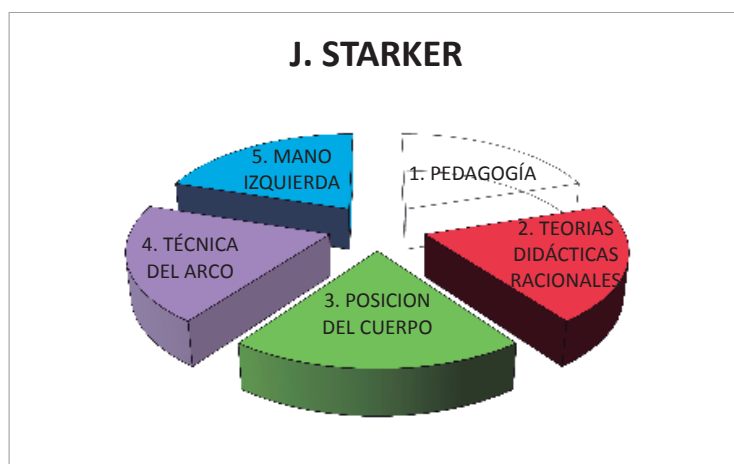 J. STARKER
1. PEDAGOGÍA
2. TEORIAS
DIDÁCTICAS
RACIONALES
3. POSICION
DEL CUERPO
4. TÉCNICA
DEL ARCO
5. MANO
IZQUIERDA